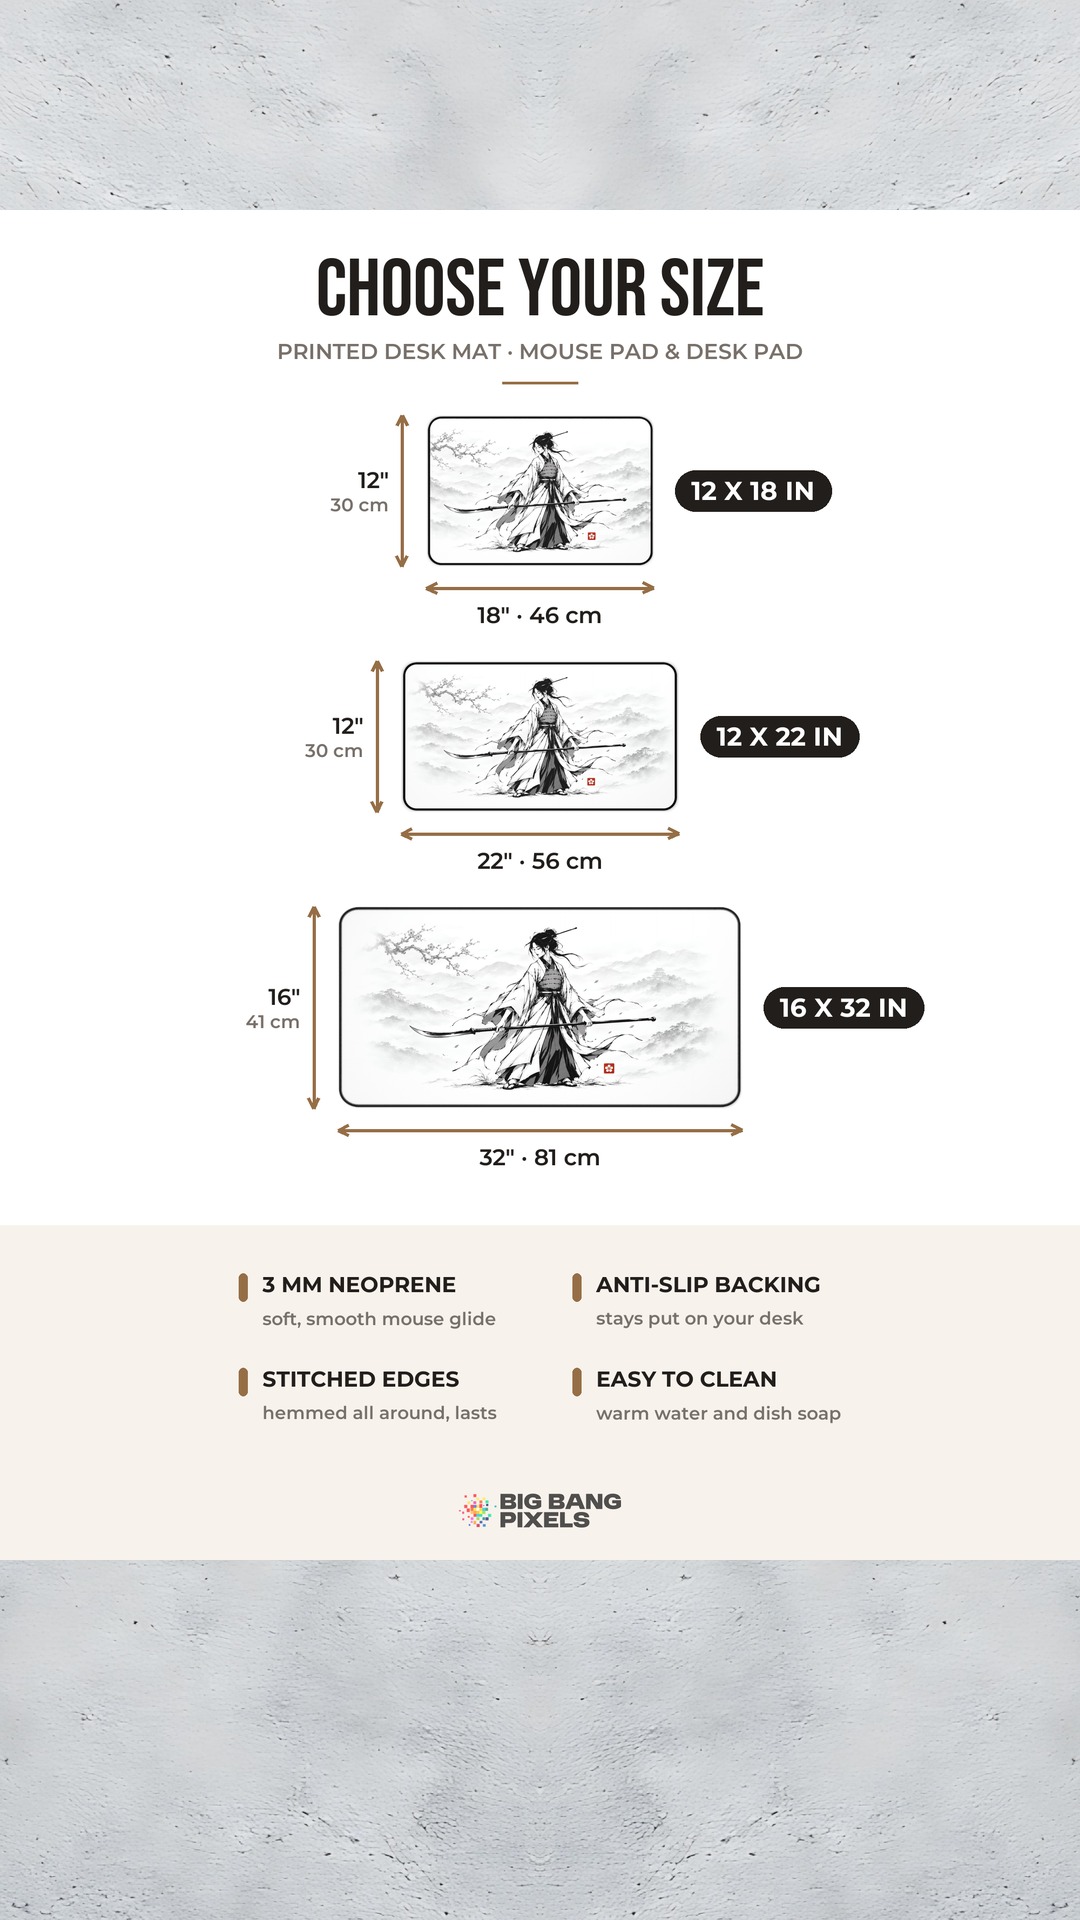 CHOOSE YOUR SIZE
PRINTED DESK MAT · MOUSE PAD & DESK PAD
12"
30 cm
12 X 18 IN
18" · 46 cm
12"
30 cm
12 X 22 IN
22" · 56 cm
16"
41 cm
16 X 32 IN
32" · 81 cm
3 MM NEOPRENE
soft, smooth mouse glide
ANTI-SLIP BACKING
stays put on your desk
STITCHED EDGES
hemmed all around, lasts
EASY TO CLEAN
warm water and dish soap
BIG BANG
PIXELS